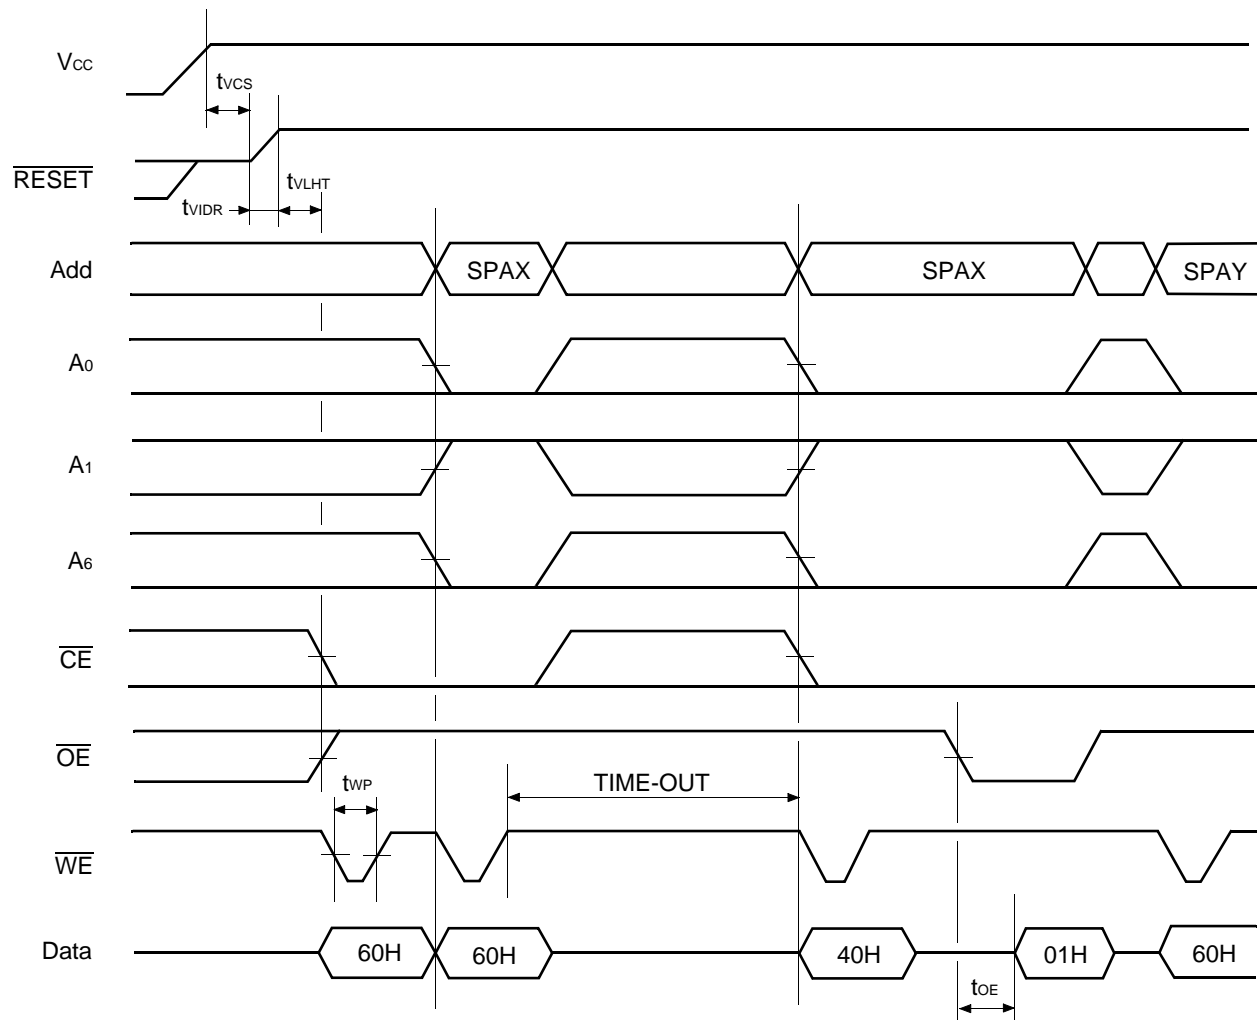 VCC
tVCS
RESET
tVLHT
tVIDR
Add
SPAX
SPAX
SPAY
A0
A1
A6
CE
OE
tWP
TIME-OUT
WE
Data
60H
60H
40H
01H
60H
tOE